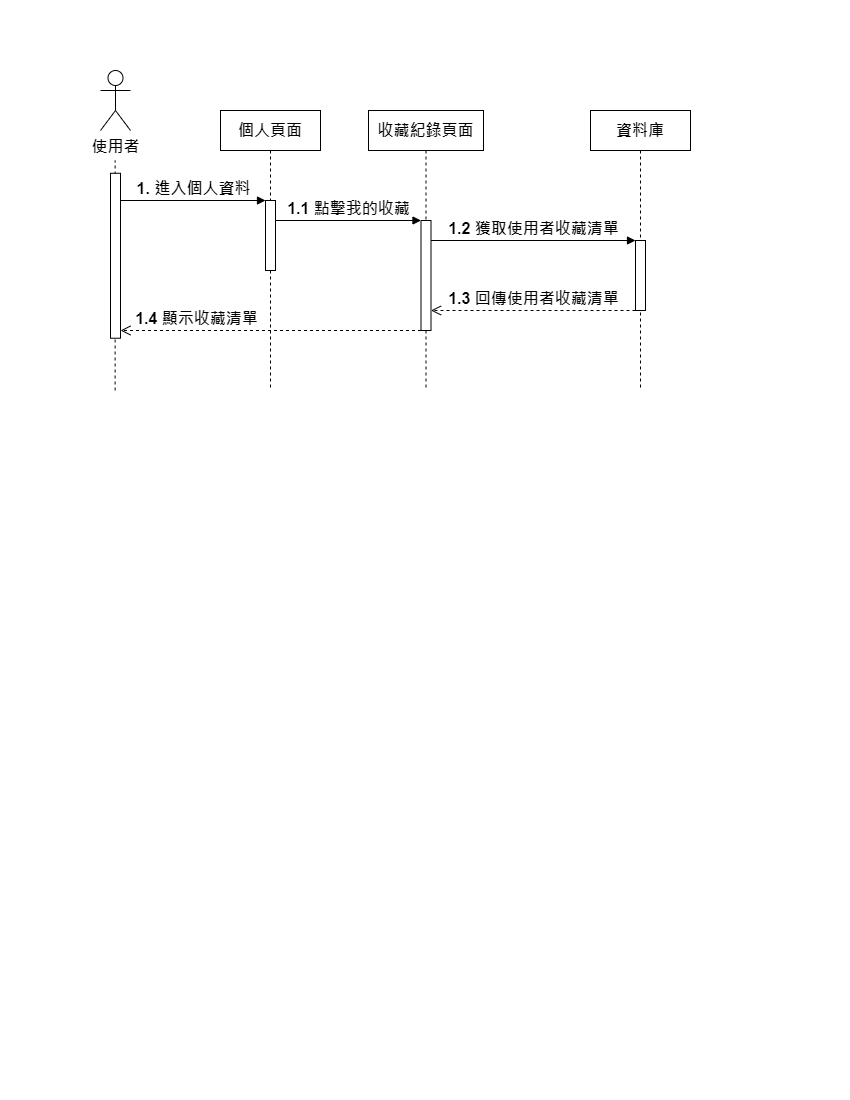 使用者
個人頁面
收藏紀錄頁面
資料庫
1. 進入個人資料
1.1 點擊我的收藏
1.2 獲取使用者收藏清單
1.3 回傳使用者收藏清單
1.4 顯示收藏清單